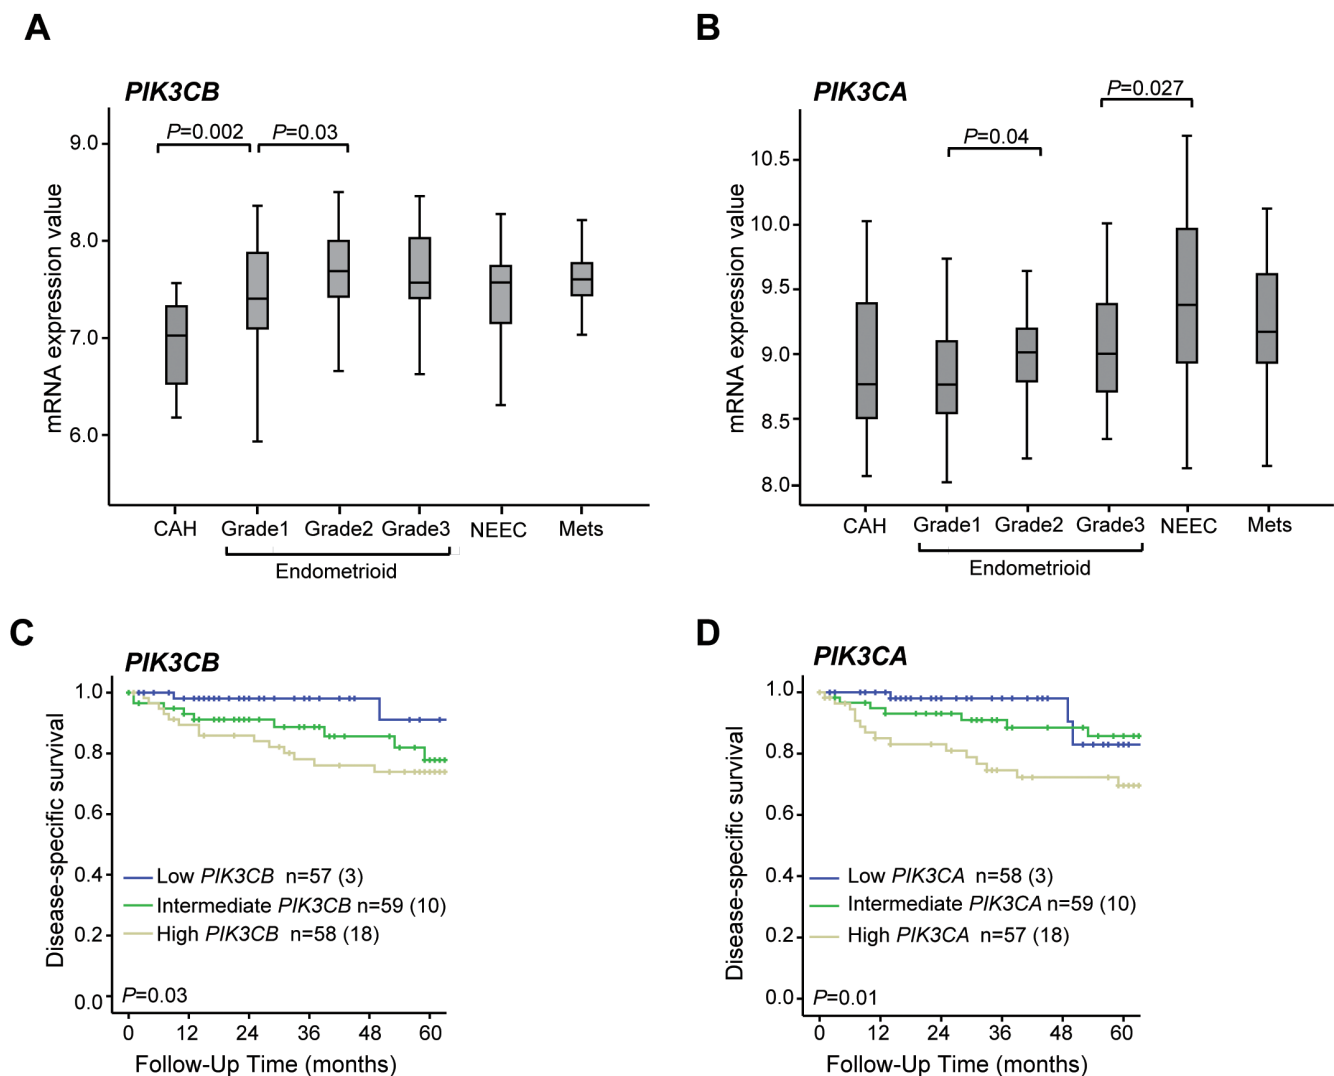 A
PIK3CB
mRNA expression value
9.0
8.0
7.0
6.0
P=0.002
P=0.03
CAH
Grade1
Grade2
Grade3
NEEC
Mets
Endometrioid
B
PIK3CA
mRNA expression value
10.5
10.0
9.5
9.0
8.5
8.0
P=0.04
P=0.027
CAH
Grade1
Grade2
Grade3
NEEC
Mets
Endometrioid
C
PIK3CB
Disease-specific survival
1.0
0.8
0.6
0.4
0.2
0.0
Low PIK3CB n=57 (3)
Intermediate PIK3CB n=59 (10)
High PIK3CB n=58 (18)
P=0.03
0
12
24
36
48
60
Follow-Up Time (months)
D
PIK3CA
Disease-specific survival
1.0
0.8
0.6
0.4
0.2
0.0
Low PIK3CA n=58 (3)
Intermediate PIK3CA n=59 (10)
High PIK3CA n=57 (18)
P=0.01
0
12
24
36
48
60
Follow-Up Time (months)